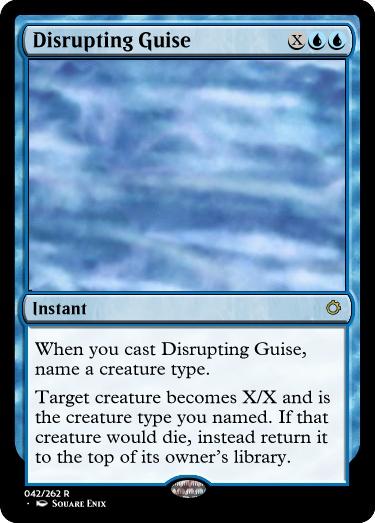 Disrupting Guise X
Instant
When you cast Disrupting Guise,
name a creature type.
Target creature becomes X/X and is
the creature type you named. If that
creature would die, instead return it
to the top of its owner's library.
042/262 R
· Square Enix